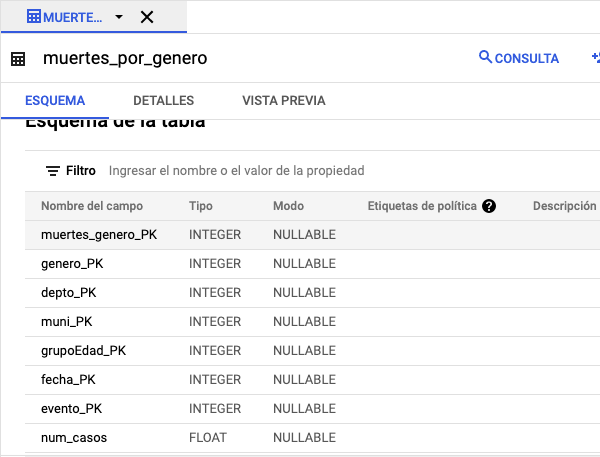 MUERTE...
muertes_por_genero
CONSULTA
ESQUEMA DETALLES VISTA PREVIA
Esquema de la tabla
Filtro Ingresar el nombre o el valor de la propiedad
Nombre del campo Tipo Modo Etiquetas de política ? Descripción
muertes_genero_PK INTEGER NULLABLE
genero_PK INTEGER NULLABLE
depto_PK INTEGER NULLABLE
muni_PK INTEGER NULLABLE
grupoEdad_PK INTEGER NULLABLE
fecha_PK INTEGER NULLABLE
evento_PK INTEGER NULLABLE
num_casos FLOAT NULLABLE